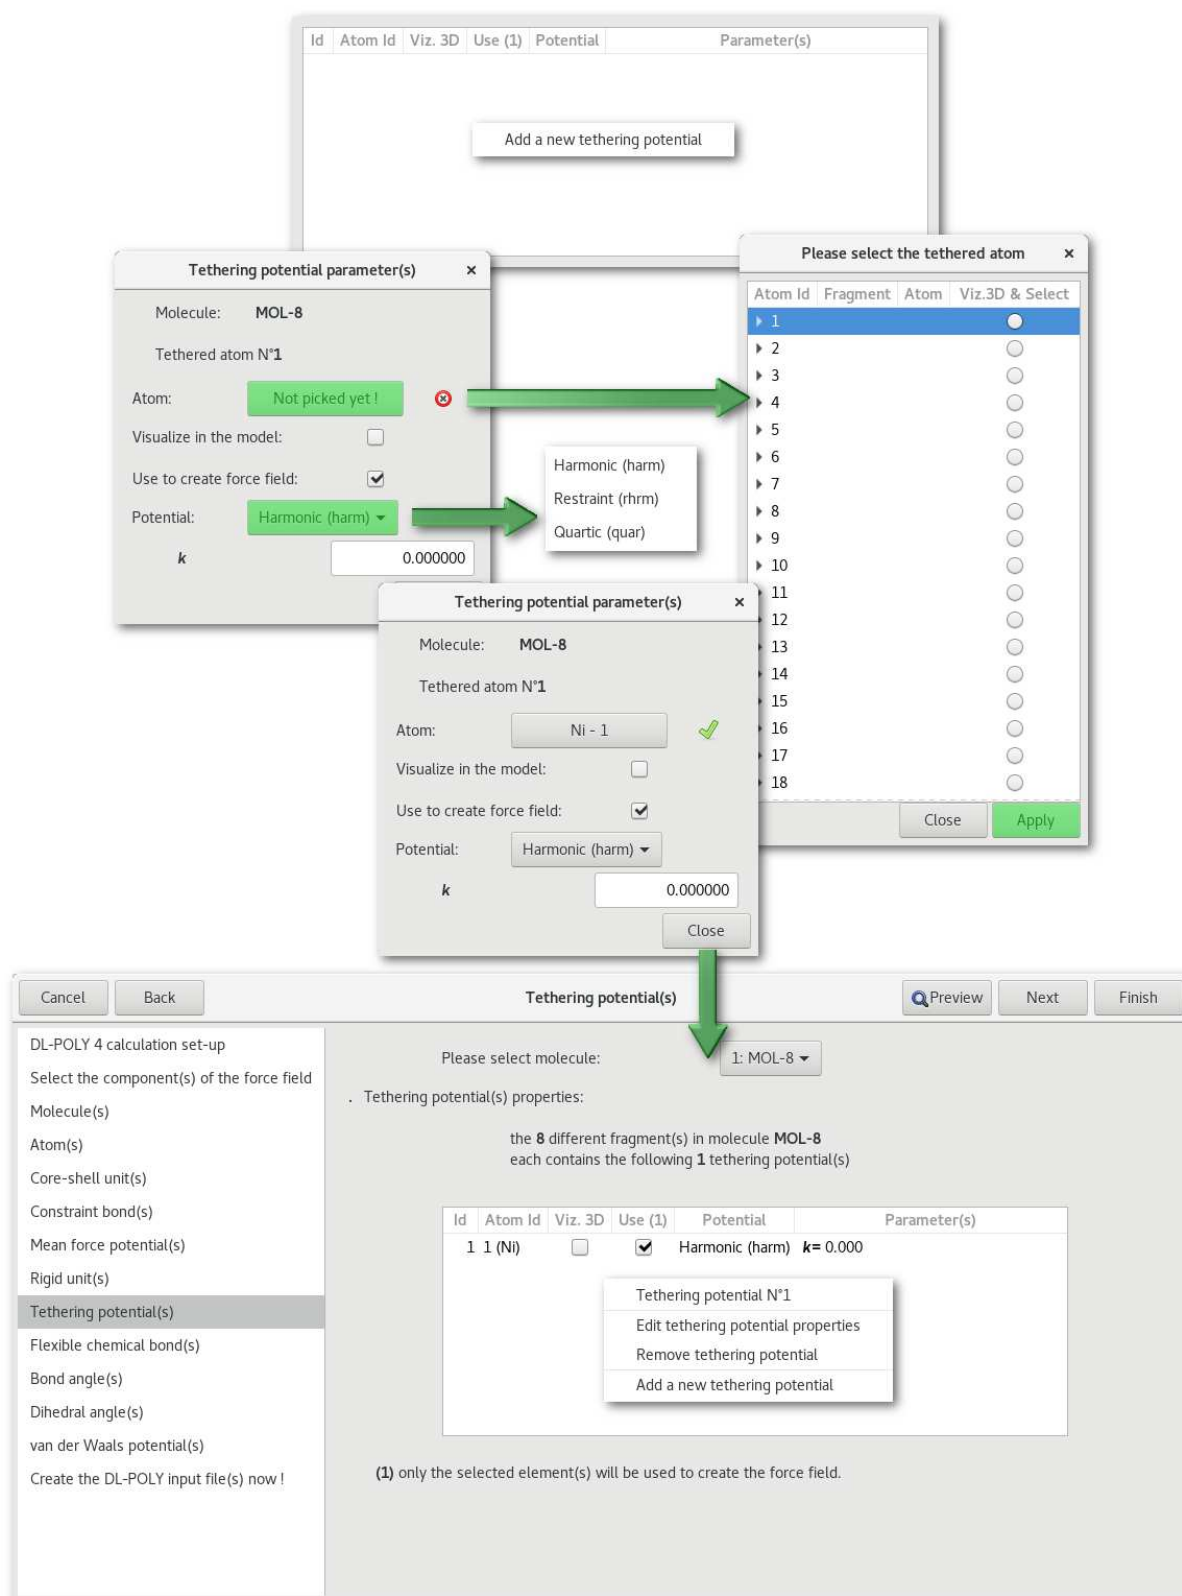 Id Atom Id Viz. 3D Use (1) Potential Parameter(s)
Add a new tethering potential
Tethering potential parameter(s) ×
Molecule: MOL-8
Tethered atom N°1
Atom: Not picked yet !
Visualize in the model:
Use to create force field:
Potential: Harmonic (harm)
k 0.000000
Harmonic (harm)
Restraint (rhrm)
Quartic (quar)
Please select the tethered atom ×
Atom Id Fragment Atom Viz.3D & Select
1
2
3
4
5
6
7
8
9
10
11
12
13
14
15
16
17
18
Close Apply
Tethering potential parameter(s) ×
Molecule: MOL-8
Tethered atom N°1
Atom: Ni - 1
Visualize in the model:
Use to create force field:
Potential: Harmonic (harm)
k 0.000000
Close
Cancel Back Tethering potential(s) Preview Next Finish
DL-POLY 4 calculation set-up
Select the component(s) of the force field
Molecule(s)
Atom(s)
Core-shell unit(s)
Constraint bond(s)
Mean force potential(s)
Rigid unit(s)
Tethering potential(s)
Flexible chemical bond(s)
Bond angle(s)
Dihedral angle(s)
van der Waals potential(s)
Create the DL-POLY input file(s) now !
Please select molecule: 1: MOL-8
. Tethering potential(s) properties:
the 8 different fragment(s) in molecule MOL-8
each contains the following 1 tethering potential(s)
Id Atom Id Viz. 3D Use (1) Potential Parameter(s)
1 1 (Ni) Harmonic (harm) k= 0.000
Tethering potential N°1
Edit tethering potential properties
Remove tethering potential
Add a new tethering potential
(1) only the selected element(s) will be used to create the force field.